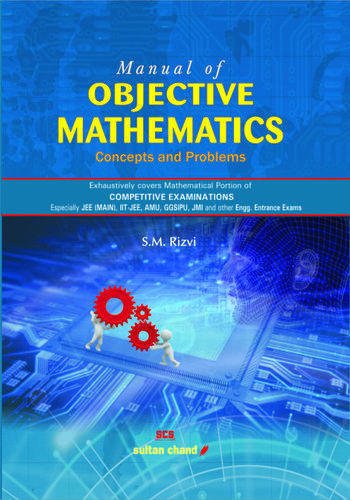 Manual of
OBJECTIVE
MATHEMATICS
Concepts and Problems
Exhaustively covers Mathematical Portion of
COMPETITIVE EXAMINATIONS
Especially JEE (MAIN), IIT-JEE, AMU, GGSIPU, JMI and other Engg. Entrance Exams
S.M. Rizvi
SCS
sultan chand